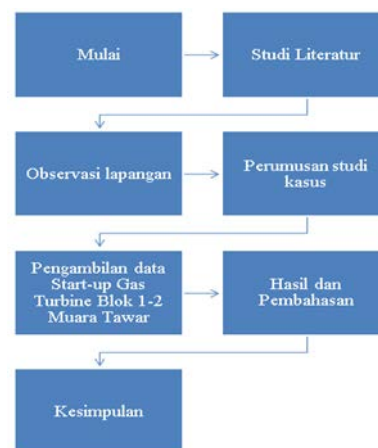 Mulai
Studi Literatur
Observasi lapangan
Perumusan studi
kasus
Pengambilan data
Start-up Gas
Turbine Blok 1-2
Muara Tawar
Hasil dan
Pembahasan
Kesimpulan